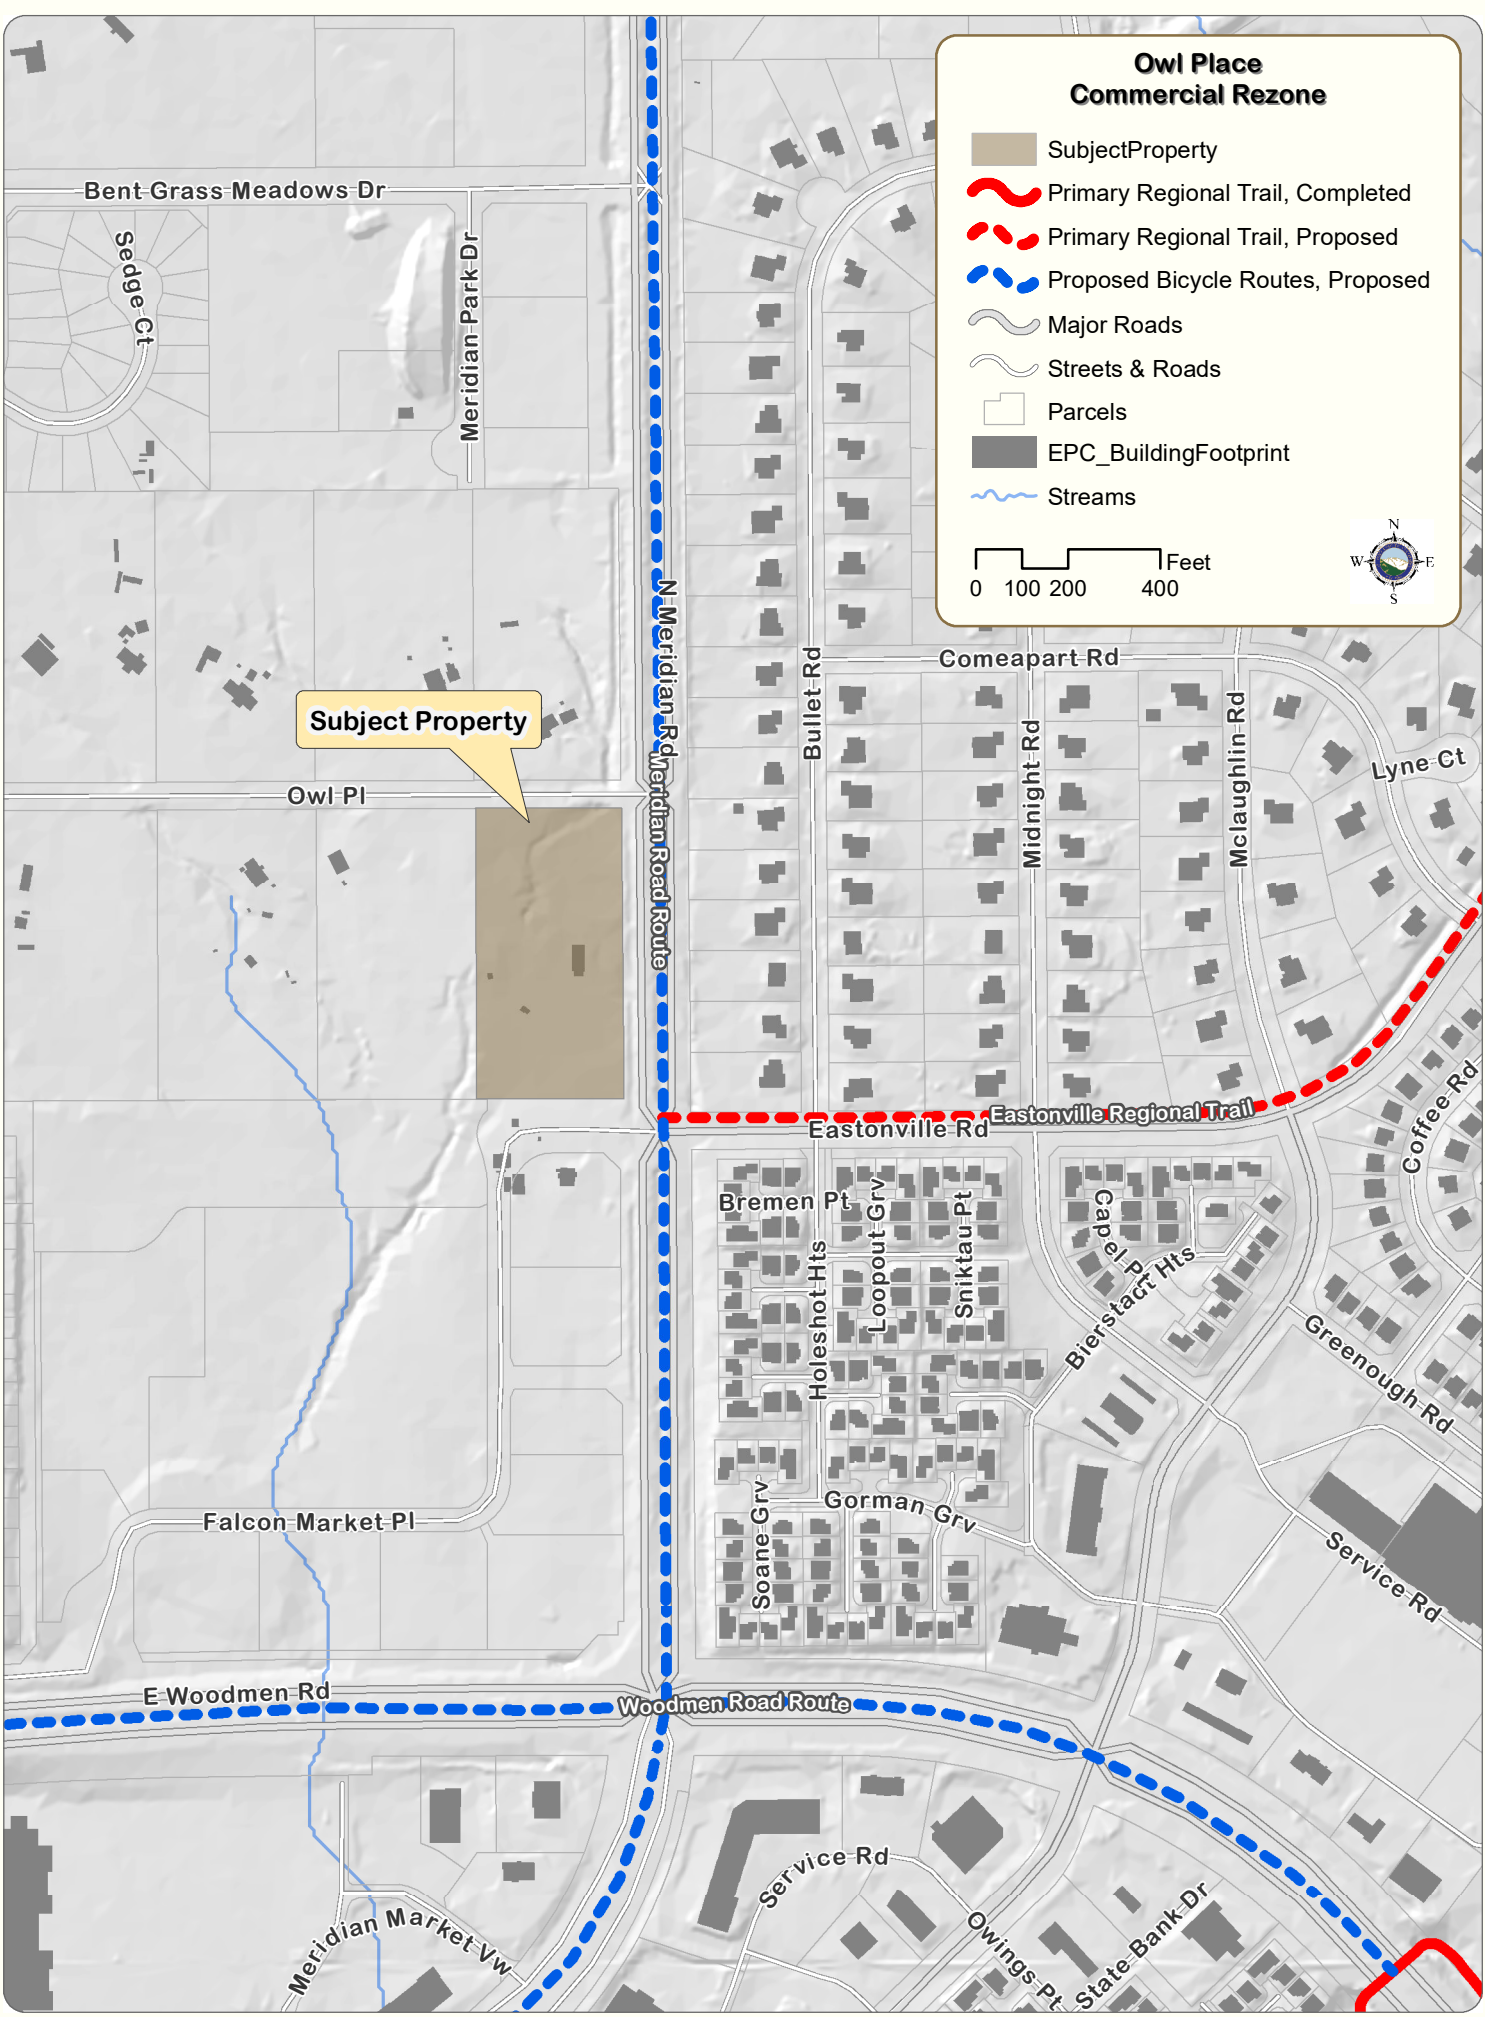 Owl Place
Commercial Rezone
SubjectProperty
Primary Regional Trail, Completed
Primary Regional Trail, Proposed
Proposed Bicycle Routes, Proposed
Major Roads
Streets & Roads
Parcels
EPC_BuildingFootprint
Streams
Feet
0 100 200 400
N
W E
S
Bent Grass Meadows Dr
Sedge Ct
Meridian Park Dr
N Meridian Rd
Meridian Road Route
Subject Property
Owl Pl
Bullet Rd
Comeapart Rd
Midnight Rd
Mclaughlin Rd
Lyne Ct
Eastonville Regional Trail
Eastonville Rd
Coffee Rd
Bremen Pt
Loopout Grv
Sniktau Pt
Holeshot Hts
Capel Pt
Bierstadt Hts
Greenough Rd
Soane Grv
Gorman Grv
Service Rd
Falcon Market Pl
E Woodmen Rd
Woodmen Road Route
Service Rd
Meridian Market Vw
Owings Pt
State Bank Dr